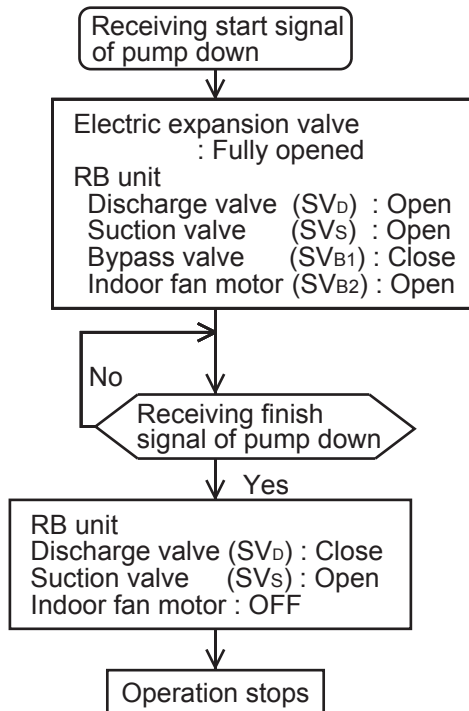 Receiving start signal
of pump down
Electric expansion valve
: Fully opened
RB unit
Discharge valve (SVD) : Open
Suction valve (SVS) : Open
Bypass valve (SVB1) : Close
Indoor fan motor (SVB2) : Open
No
Receiving finish
signal of pump down
Yes
RB unit
Discharge valve (SVD) : Close
Suction valve (SVS) : Open
Indoor fan motor : OFF
Operation stops